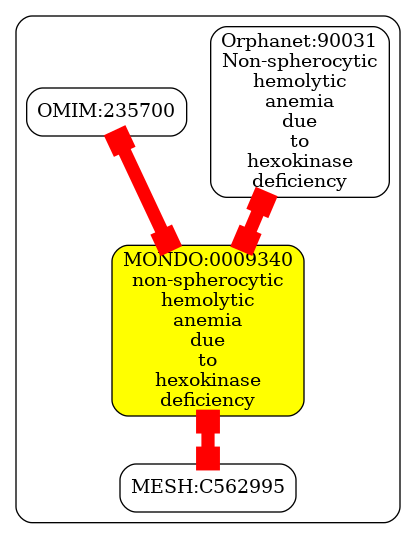 Orphanet:90031
Non-spherocytic
hemolytic
anemia
due
to
hexokinase
deficiency
OMIM:235700
MONDO:0009340
non-spherocytic
hemolytic
anemia
due
to
hexokinase
deficiency
MESH:C562995